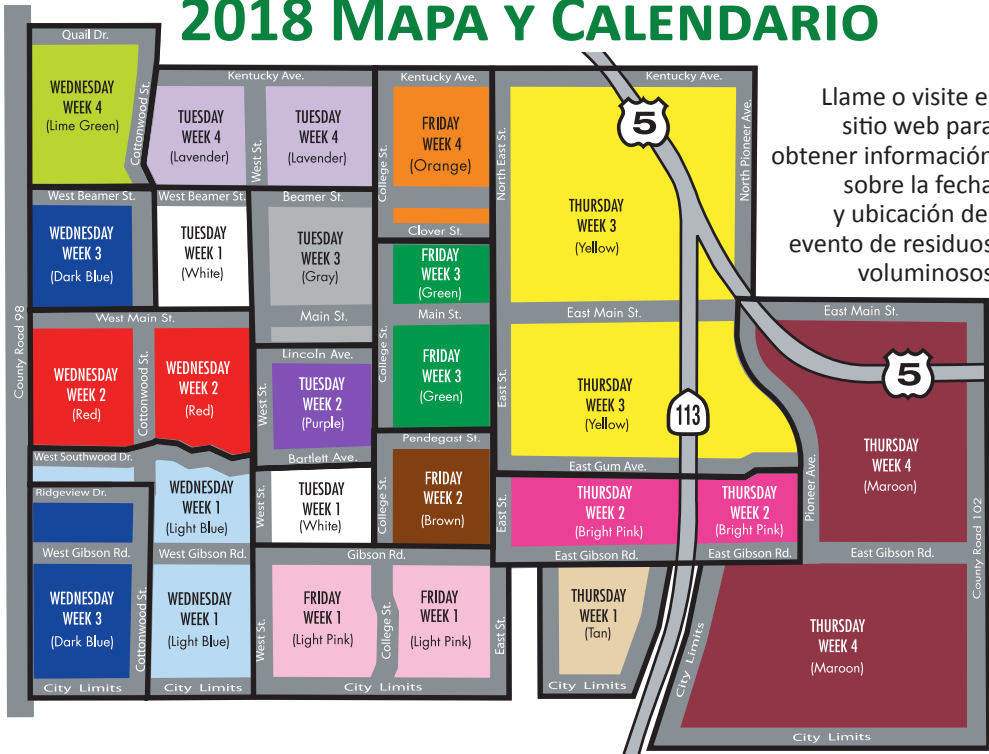 2018 MAPA Y CALENDARIO
Llame o visite e
sitio web para
obtener información
sobre la fecha
y ubicación de
evento de residuos
voluminosos
Quail Dr.
County Road 98
WEDNESDAY
WEEK 4
(Lime Green)
Cottonwood St.
Kentucky Ave.
TUESDAY
WEEK 4
(Lavender)
West St.
TUESDAY
WEEK 4
(Lavender)
Kentucky Ave.
College St.
FRIDAY
WEEK 4
(Orange)
Clover St.
Kentucky Ave.
North East St.
North Pioneer Ave.
5
THURSDAY
WEEK 3
(Yellow)
West Beamer St.
West Beamer St.
Beamer St.
WEDNESDAY
WEEK 3
(Dark Blue)
TUESDAY
WEEK 1
(White)
TUESDAY
WEEK 3
(Gray)
FRIDAY
WEEK 3
(Green)
West Main St.
Main St.
Main St.
East Main St.
East Main St.
WEDNESDAY
WEEK 2
(Red)
Cottonwood St.
WEDNESDAY
WEEK 2
(Red)
Lincoln Ave.
West St.
TUESDAY
WEEK 2
(Purple)
Bartlett Ave.
College St.
FRIDAY
WEEK 3
(Green)
Pendegast St.
East St.
THURSDAY
WEEK 3
(Yellow)
113
5
East Gum Ave.
Pioneer Ave.
THURSDAY
WEEK 4
(Maroon)
County Road 102
West Southwood Dr.
Ridgeview Dr.
WEDNESDAY
WEEK 1
(Light Blue)
West St.
TUESDAY
WEEK 1
(White)
College St.
FRIDAY
WEEK 2
(Brown)
East St.
THURSDAY
WEEK 2
(Bright Pink)
THURSDAY
WEEK 2
(Bright Pink)
West Gibson Rd.
West Gibson Rd.
Gibson Rd.
East Gibson Rd.
East Gibson Rd.
East Gibson Rd.
WEDNESDAY
WEEK 3
(Dark Blue)
Cottonwood St.
WEDNESDAY
WEEK 1
(Light Blue)
West St.
FRIDAY
WEEK 1
(Light Pink)
College St.
FRIDAY
WEEK 1
(Light Pink)
East St.
THURSDAY
WEEK 1
(Tan)
City Limits
THURSDAY
WEEK 4
(Maroon)
City Limits
City Limits
City Limits
City Limits
City Limits